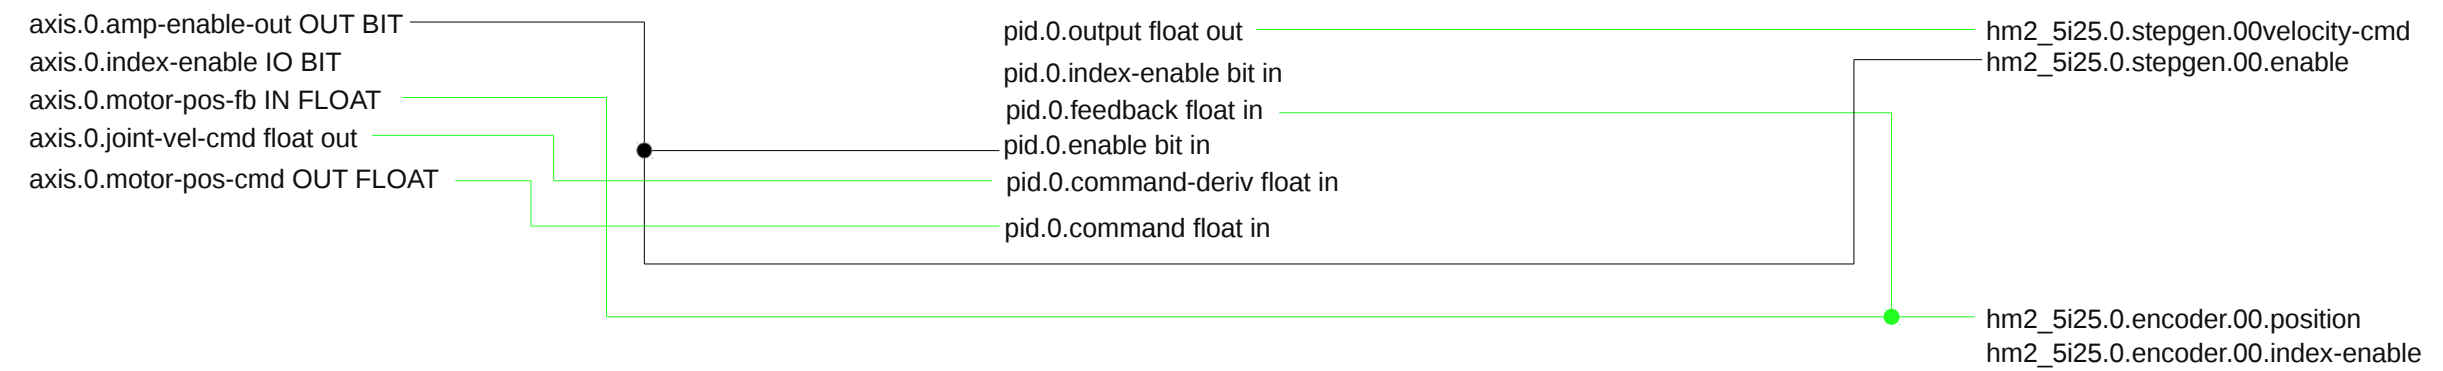 axis.0.amp-enable-out OUT BIT
axis.0.index-enable IO BIT
axis.0.motor-pos-fb IN FLOAT
axis.0.joint-vel-cmd float out
axis.0.motor-pos-cmd OUT FLOAT
pid.0.output float out
pid.0.index-enable bit in
pid.0.feedback float in
pid.0.enable bit in
pid.0.command-deriv float in
pid.0.command float in
hm2_5i25.0.stepgen.00velocity-cmd
hm2_5i25.0.stepgen.00.enable
hm2_5i25.0.encoder.00.position
hm2_5i25.0.encoder.00.index-enable